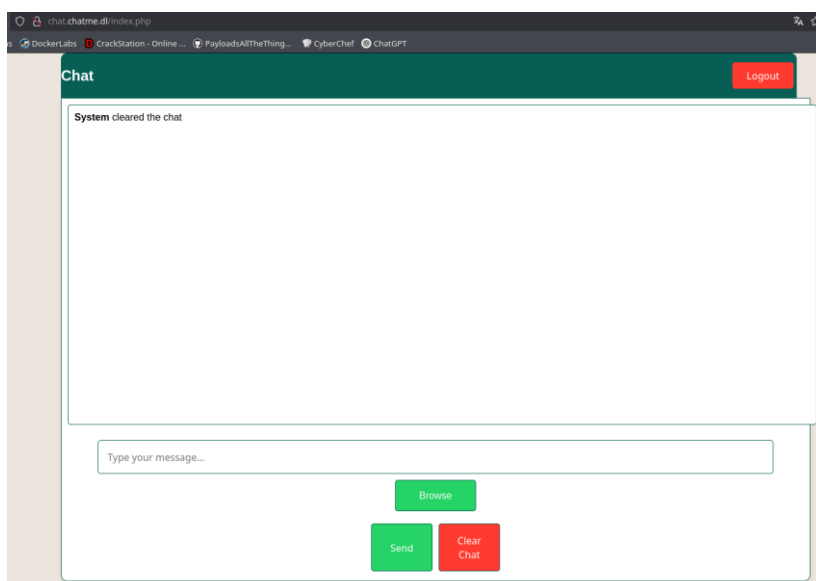 chat.chatme.dl/index.php
s DockerLabs CrackStation - Online ... PayloadsAllTheThing... CyberChef ChatGPT
Chat
Logout
System cleared the chat
Type your message...
Browse
Send
Clear
Chat